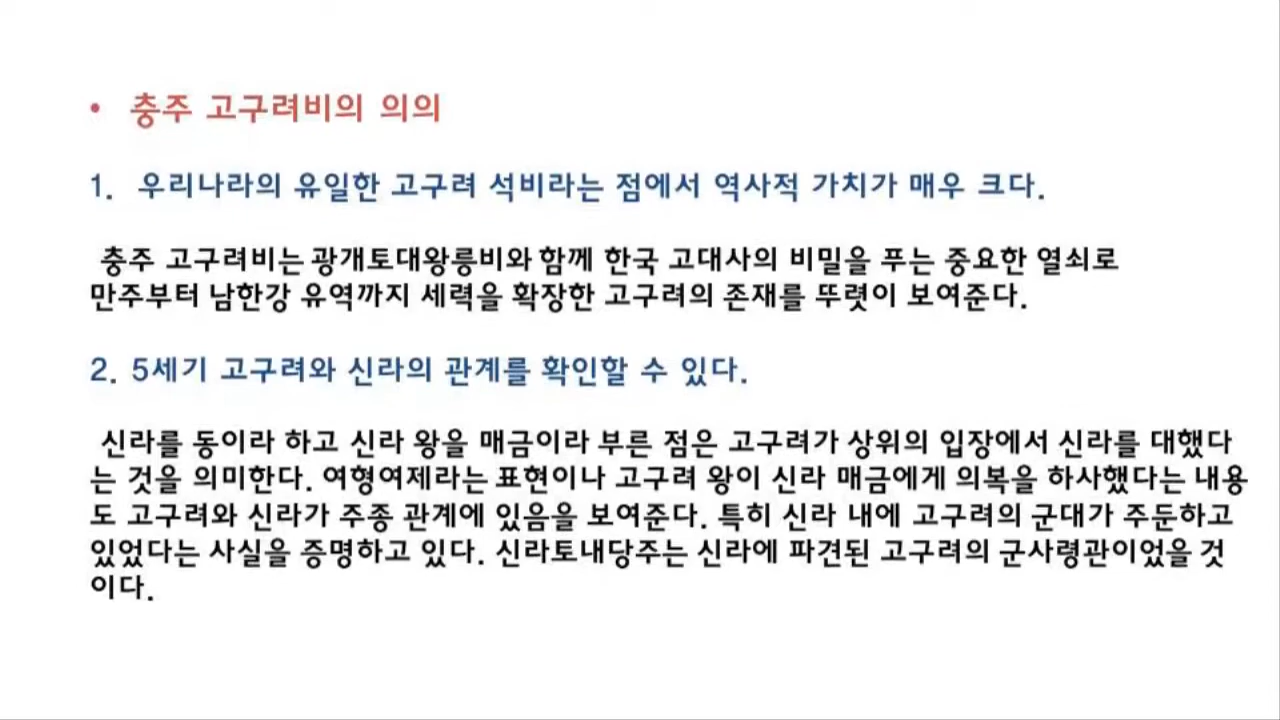 • 충주 고구려비의 의의
1. 우리나라의 유일한 고구려 석비라는 점에서 역사적 가치가 매우 크다.
충주 고구려비는 광개토대왕릉비와 함께 한국 고대사의 비밀을 푸는 중요한 열쇠로
만주부터 남한강 유역까지 세력을 확장한 고구려의 존재를 뚜렷이 보여준다.
2. 5세기 고구려와 신라의 관계를 확인할 수 있다.
신라를 동이라 하고 신라 왕을 매금이라 부른 점은 고구려가 상위의 입장에서 신라를 대했다
는 것을 의미한다. 여형여제라는 표현이나 고구려 왕이 신라 매금에게 의복을 하사했다는 내용
도 고구려와 신라가 주종 관계에 있음을 보여준다. 특히 신라 내에 고구려의 군대가 주둔하고
있었다는 사실을 증명하고 있다. 신라토내당주는 신라에 파견된 고구려의 군사령관이었을 것
이다.